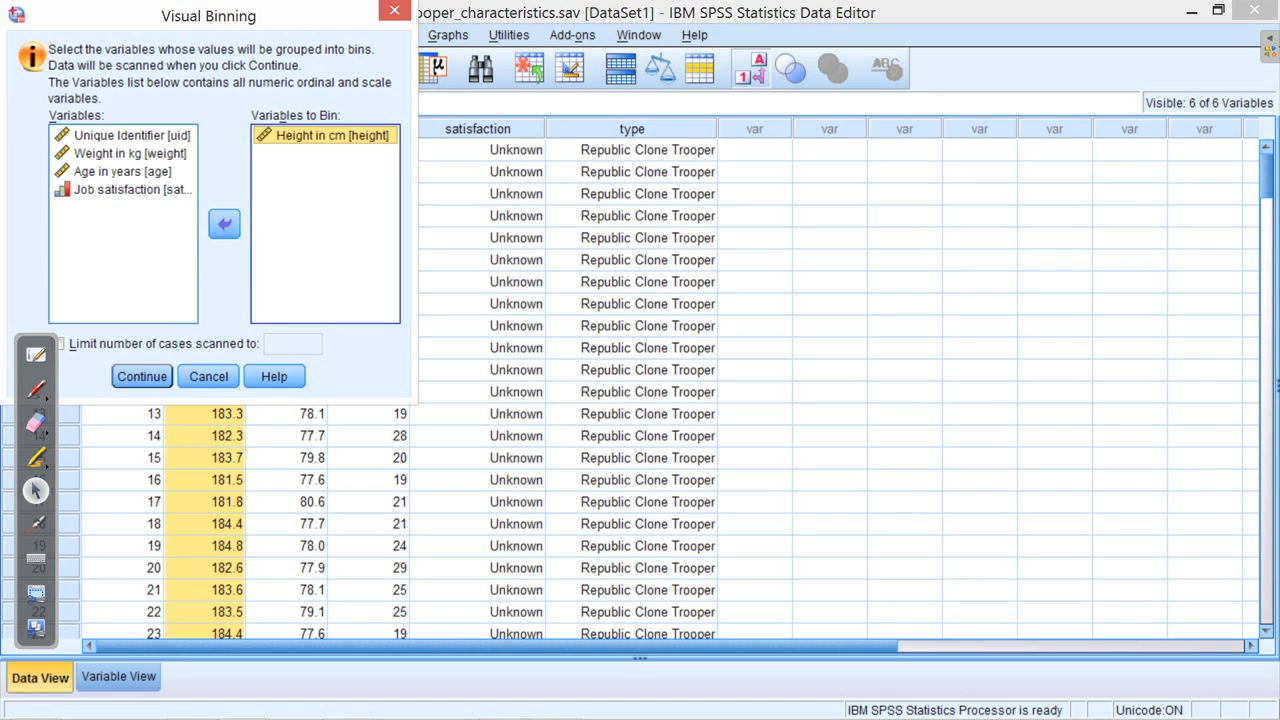 Visual Binning
ooper_characteristics.sav [DataSet1] - IBM SPSS Statistics Data Editor
Select the variables whose values will be grouped into bins.
Data will be scanned when you click Continue.
The Variables list below contains all numeric ordinal and scale
variables.
Variables:
Unique Identifier [uid]
Weight in kg [weight]
Age in years [age]
Job satisfaction [sat...
Variables to Bin:
Height in cm [height]
Limit number of cases scanned to:
Continue Cancel Help
Graphs Utilities Add-ons Window Help
Visible: 6 of 6 Variables
satisfaction type var var var var var var var
Unknown Republic Clone Trooper
Unknown Republic Clone Trooper
Unknown Republic Clone Trooper
Unknown Republic Clone Trooper
Unknown Republic Clone Trooper
Unknown Republic Clone Trooper
Unknown Republic Clone Trooper
Unknown Republic Clone Trooper
Unknown Republic Clone Trooper
Unknown Republic Clone Trooper
Unknown Republic Clone Trooper
Unknown Republic Clone Trooper
13 183.3 78.1 19 Unknown Republic Clone Trooper
14 182.3 77.7 28 Unknown Republic Clone Trooper
15 183.7 79.8 20 Unknown Republic Clone Trooper
16 181.5 77.6 19 Unknown Republic Clone Trooper
17 181.8 80.6 21 Unknown Republic Clone Trooper
18 184.4 77.7 21 Unknown Republic Clone Trooper
19 19 184.8 78.0 24 Unknown Republic Clone Trooper
20 20 182.6 77.9 29 Unknown Republic Clone Trooper
21 183.6 78.1 25 Unknown Republic Clone Trooper
22 22 183.5 79.1 25 Unknown Republic Clone Trooper
23 184.4 77.6 19 Unknown Republic Clone Trooper
Data View Variable View
IBM SPSS Statistics Processor is ready Unicode:ON